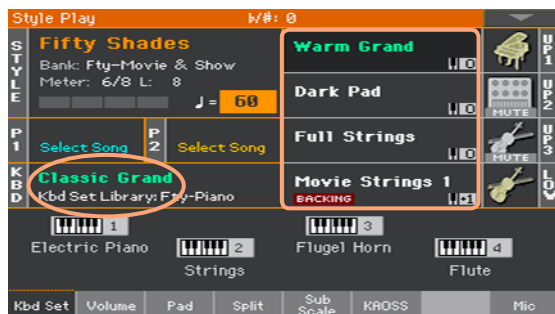 Style Play ♭/#: 0
STYLE
Fifty Shades
Bank: Fty-Movie & Show
Meter: 6/8 L: 8
♩= 60
P1 Select Song
P2 Select Song
KBD
Classic Grand
Kbd Set Library: Fty-Piano
Warm Grand
UP1
Dark Pad
UP2
MUTE
Full Strings
UP3
MUTE
Movie Strings 1
BACKING
LOW
1
Electric Piano
2
Strings
3
Flugel Horn
4
Flute
Kbd Set Volume Pad Split Sub Scale KAOSS Mic